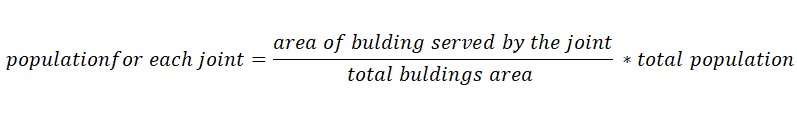 populationfor each joint = area of bulding served by the joint / total buldings area * total population